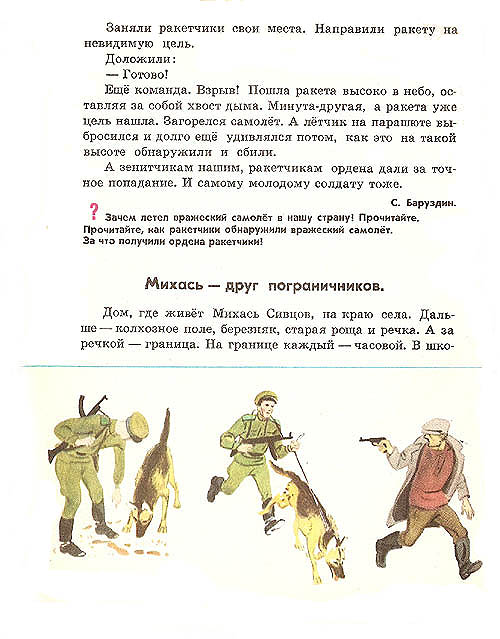 Заняли ракетчики свои места. Направили ракету на
невидимую цель.
Доложили:
— Готово!
Ещё команда. Взрыв! Пошла ракета высоко в небо, ос-
тавляя за собой хвост дыма. Минута-другая, а ракета уже
цель нашла. Загорелся самолёт. А лётчик на парашюте вы-
бросился и долго ещё удивлялся потом, как это на такой
высоте обнаружили и сбили.
А зенитчикам нашим, ракетчикам ордена дали за точ-
ное попадание. И самому молодому солдату тоже.
С. Баруздин.
? Зачем летел вражеский самолёт в нашу страну? Прочитайте.
Прочитайте, как ракетчики обнаружили вражеский самолёт.
За что получили ордена ракетчики?
Михась — друг пограничников.
Дом, где живёт Михась Сивцов, на краю села. Даль-
ше — колхозное поле, березняк, старая роща и речка. А за
речкой — граница. На границе каждый — часовой. В шко-